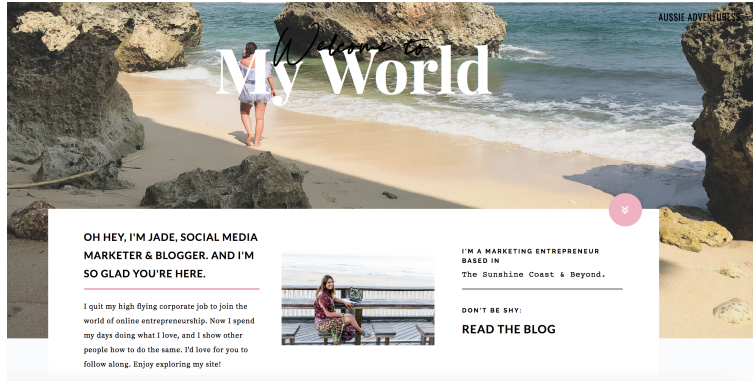 AUSSIE ADVENTURESS
Welcome to
My World
OH HEY, I'M JADE, SOCIAL MEDIA
MARKETER & BLOGGER. AND I'M
SO GLAD YOU'RE HERE.
I quit my high flying corporate job to join the
world of online entrepreneurship. Now I spend
my days doing what I love, and I show other
people how to do the same. I'd love for you to
follow along. Enjoy exploring my site!
I'M A MARKETING ENTREPRENEUR
BASED IN
The Sunshine Coast & Beyond.
DON'T BE SHY:
READ THE BLOG